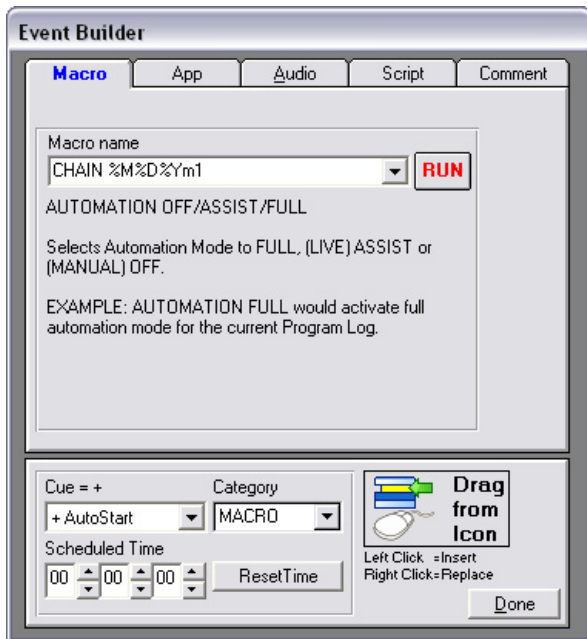 Event Builder
Macro
App
Audio
Script
Comment
Macro name
CHAIN %M%D%Ym1
RUN
AUTOMATION OFF/ASSIST/FULL
Selects Automation Mode to FULL, (LIVE) ASSIST or
(MANUAL) OFF.
EXAMPLE: AUTOMATION FULL would activate full
automation mode for the current Program Log.
Cue = +
Category
+ AutoStart
MACRO
Scheduled Time
00 00 00
ResetTime
Drag
from
Icon
Left Click =Insert
Right Click=Replace
Done